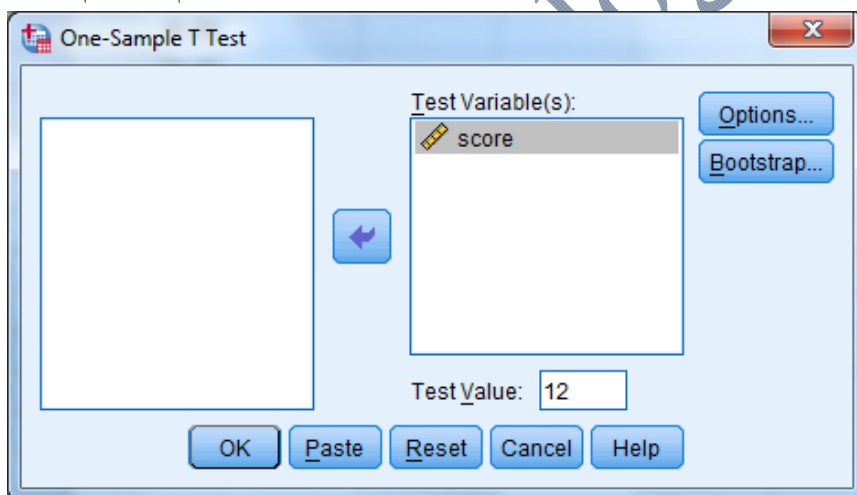 One-Sample T Test
Test Variable(s):
score
Options...
Bootstrap...
Test Value: 12
OK Paste Reset Cancel Help